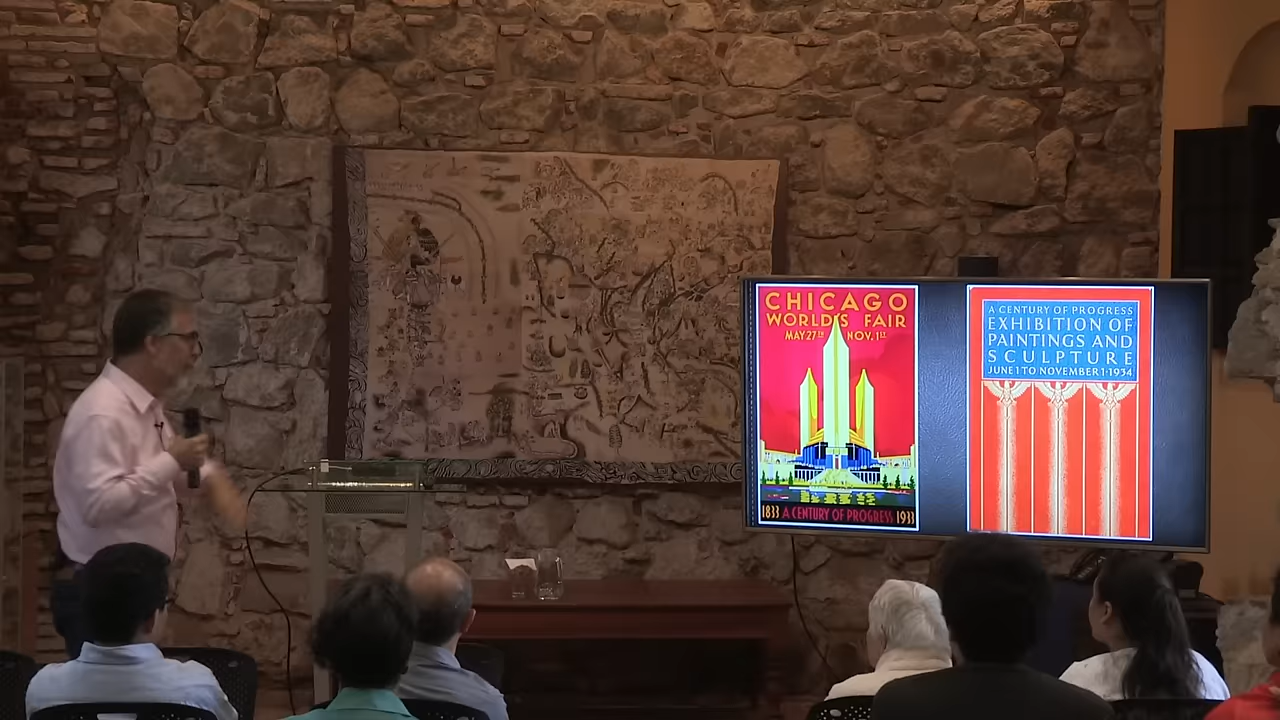 CHICAGO
WORLD'S FAIR
MAY 27TH NOV. 1ST
1833 A CENTURY OF PROGRESS 1933
A CENTURY OF PROGRESS
EXHIBITION OF
PAINTINGS AND
SCULPTURE
JUNE 1 TO NOVEMBER 1·1934